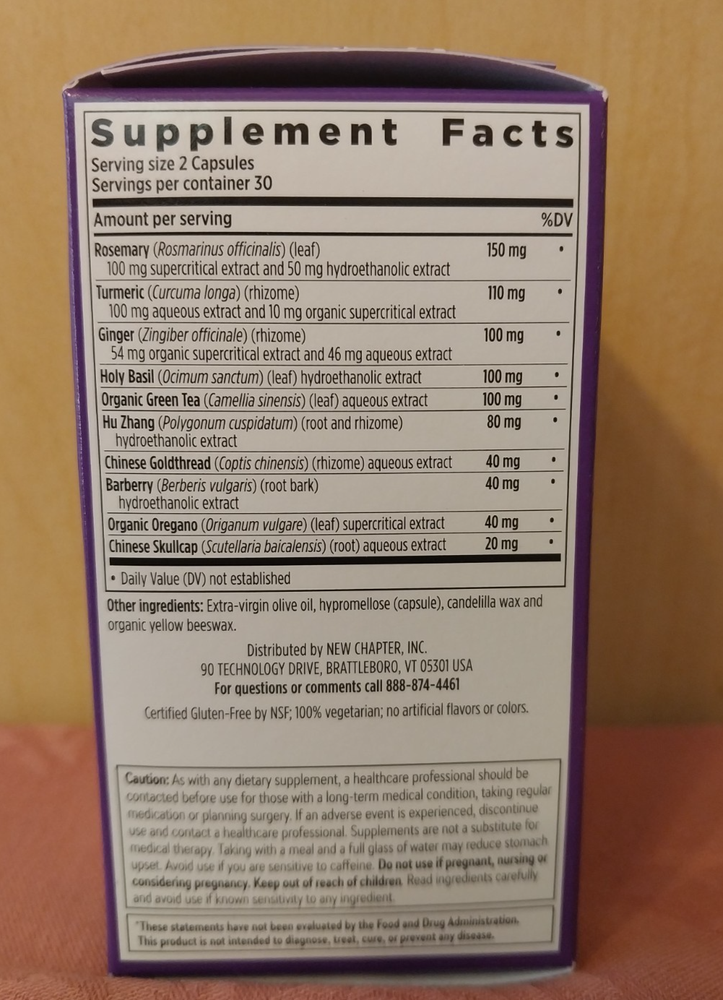 Supplement Facts
Serving size 2 Capsules
Servings per container 30
Amount per serving %DV
Rosemary (Rosmarinus officinalis) (leaf) 150 mg •
100 mg supercritical extract and 50 mg hydroethanolic extract
Turmeric (Curcuma longa) (rhizome) 110 mg •
100 mg aqueous extract and 10 mg organic supercritical extract
Ginger (Zingiber officinale) (rhizome) 100 mg •
54 mg organic supercritical extract and 46 mg aqueous extract
Holy Basil (Ocimum sanctum) (leaf) hydroethanolic extract 100 mg •
Organic Green Tea (Camellia sinensis) (leaf) aqueous extract 100 mg •
Hu Zhang (Polygonum cuspidatum) (root and rhizome) 80 mg •
hydroethanolic extract
Chinese Goldthread (Coptis chinensis) (rhizome) aqueous extract 40 mg •
Barberry (Berberis vulgaris) (root bark) 40 mg •
hydroethanolic extract
Organic Oregano (Origanum vulgare) (leaf) supercritical extract 40 mg •
Chinese Skullcap (Scutellaria baicalensis) (root) aqueous extract 20 mg •
• Daily Value (DV) not established
Other ingredients: Extra-virgin olive oil, hypromellose (capsule), candelilla wax and
organic yellow beeswax.
Distributed by NEW CHAPTER, INC.
90 TECHNOLOGY DRIVE, BRATTLEBORO, VT 05301 USA
For questions or comments call 888-874-4461
Certified Gluten-Free by NSF; 100% vegetarian; no artificial flavors or colors.
Caution: As with any dietary supplement, a healthcare professional should be
contacted before use for those with a long-term medical condition, taking regular
medication or planning surgery. If an adverse event is experienced, discontinue
use and contact a healthcare professional. Supplements are not a substitute for
medical therapy. Taking with a meal and a full glass of water may reduce stomach
upset. Avoid use if you are sensitive to caffeine. Do not use if pregnant, nursing or
considering pregnancy. Keep out of reach of children. Read ingredients carefully
and avoid use if known sensitivity to any ingredient.
*These statements have not been evaluated by the Food and Drug Administration.
This product is not intended to diagnose, treat, cure, or prevent any disease.